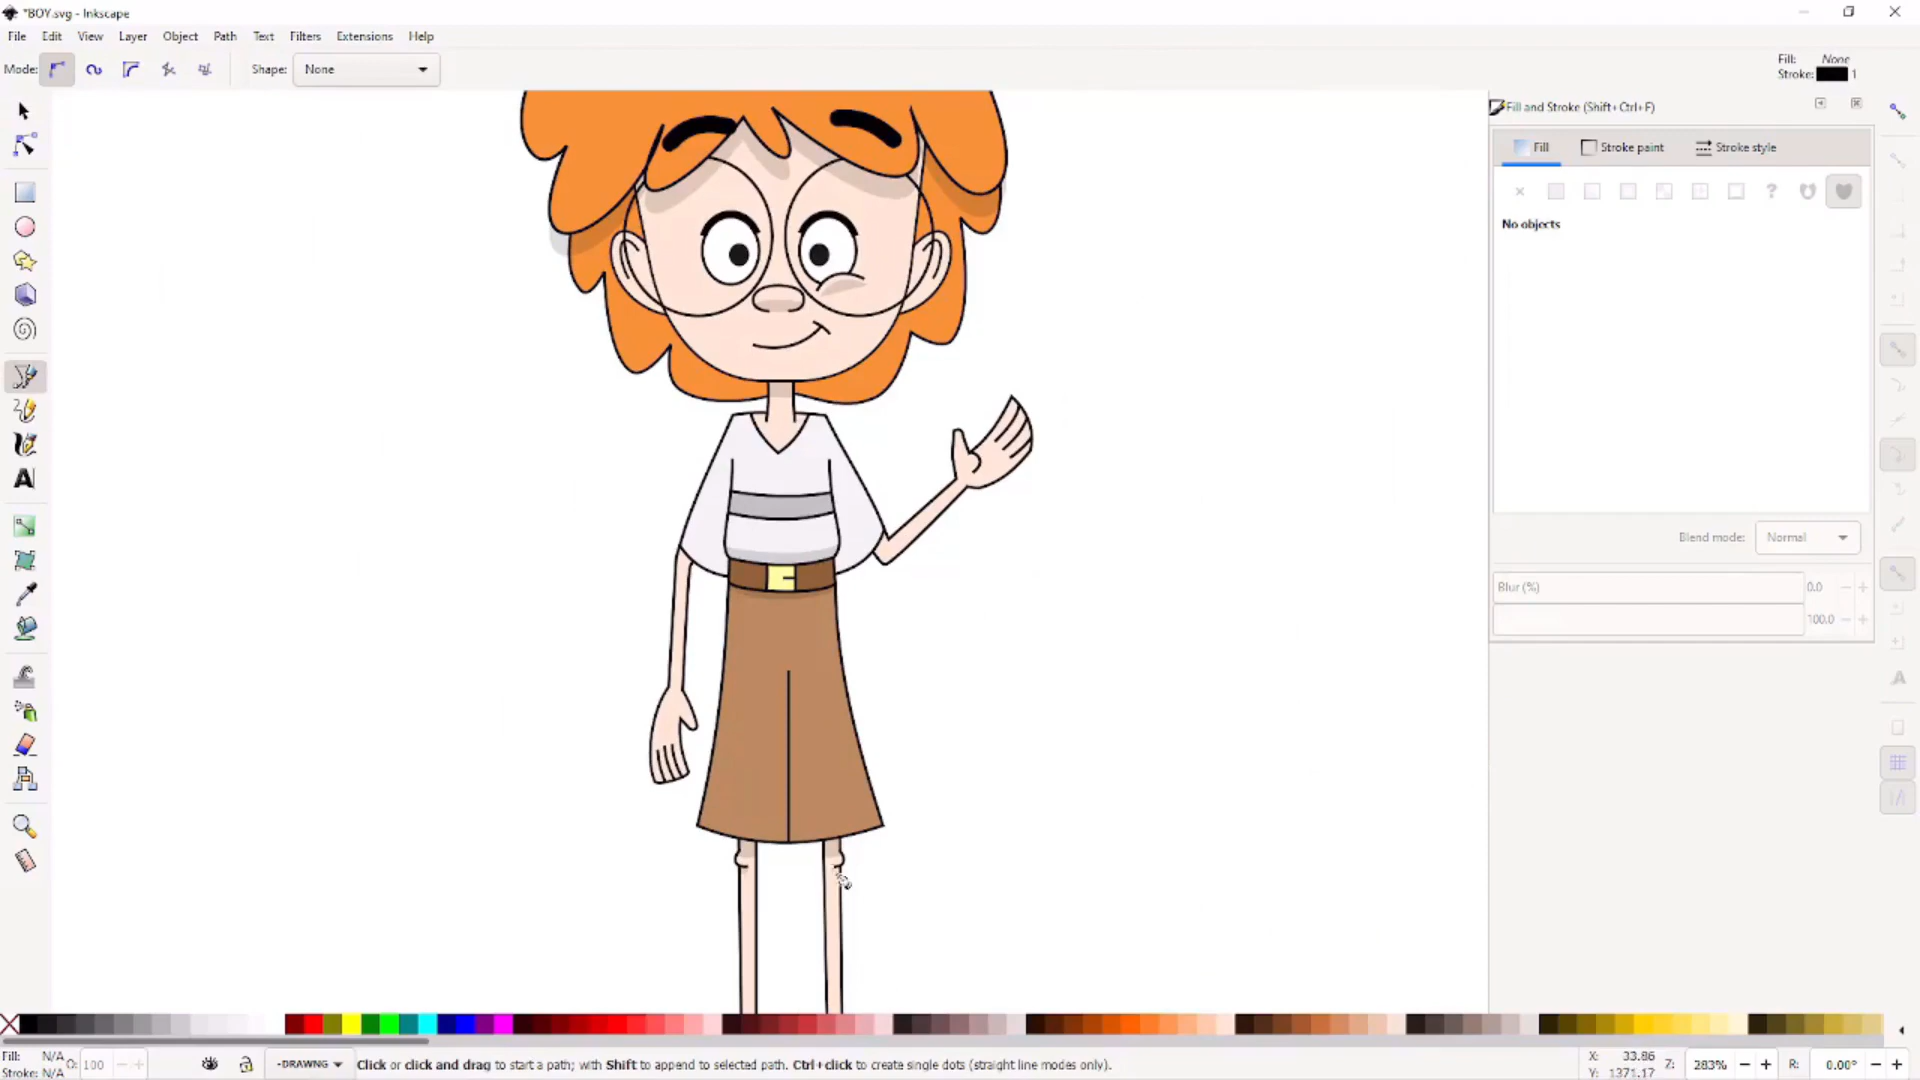 *BOY.svg - Inkscape
File Edit View Layer Object Path Text Filters Extensions Help
Mode: Shape: None
Fill: None
Stroke: 1
Fill and Stroke (Shift+Ctrl+F)
Fill Stroke paint Stroke style
?
No objects
Blend mode: Normal
Blur (%) 0.0
100.0
Fill: N/A
Stroke: N/A
O: 100
-DRAWNG
Click or click and drag to start a path; with Shift to append to selected path. Ctrl+click to create single dots (straight line modes only).
X: 33.86
Y: 1371.17
Z: 283%
R: 0.00°